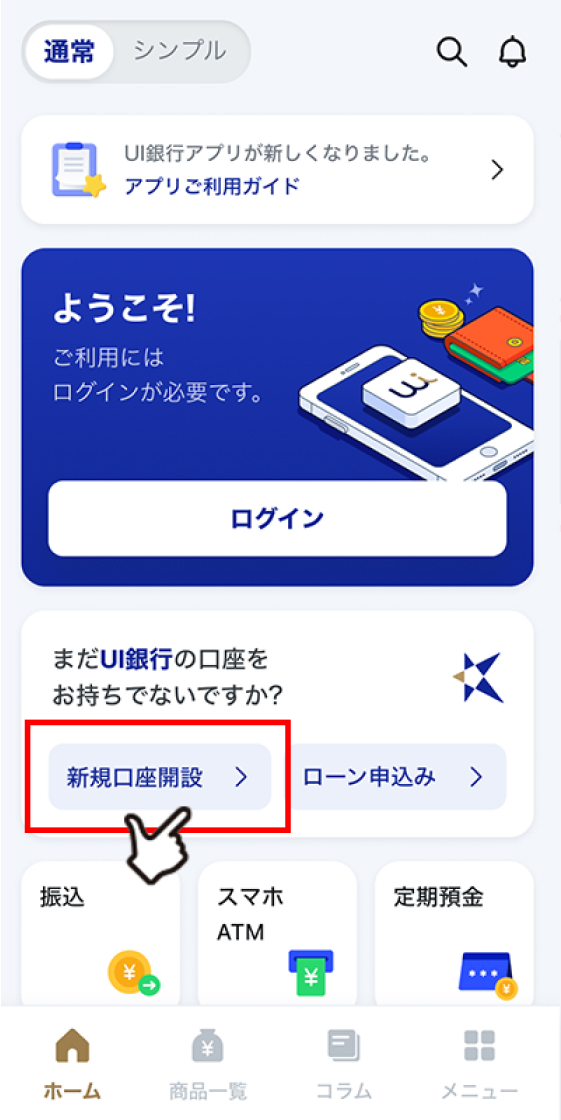 通常
シンプル
UI銀行アプリが新しくなりました。
アプリご利用ガイド
ようこそ!
ご利用には
ログインが必要です。
ui
ログイン
まだUI銀行の口座を
お持ちでないですか?
新規口座開設
ローン申込み
振込
スマホ
ATM
定期預金
¥
¥
¥
¥
ホーム
商品一覧
コラム
メニュー